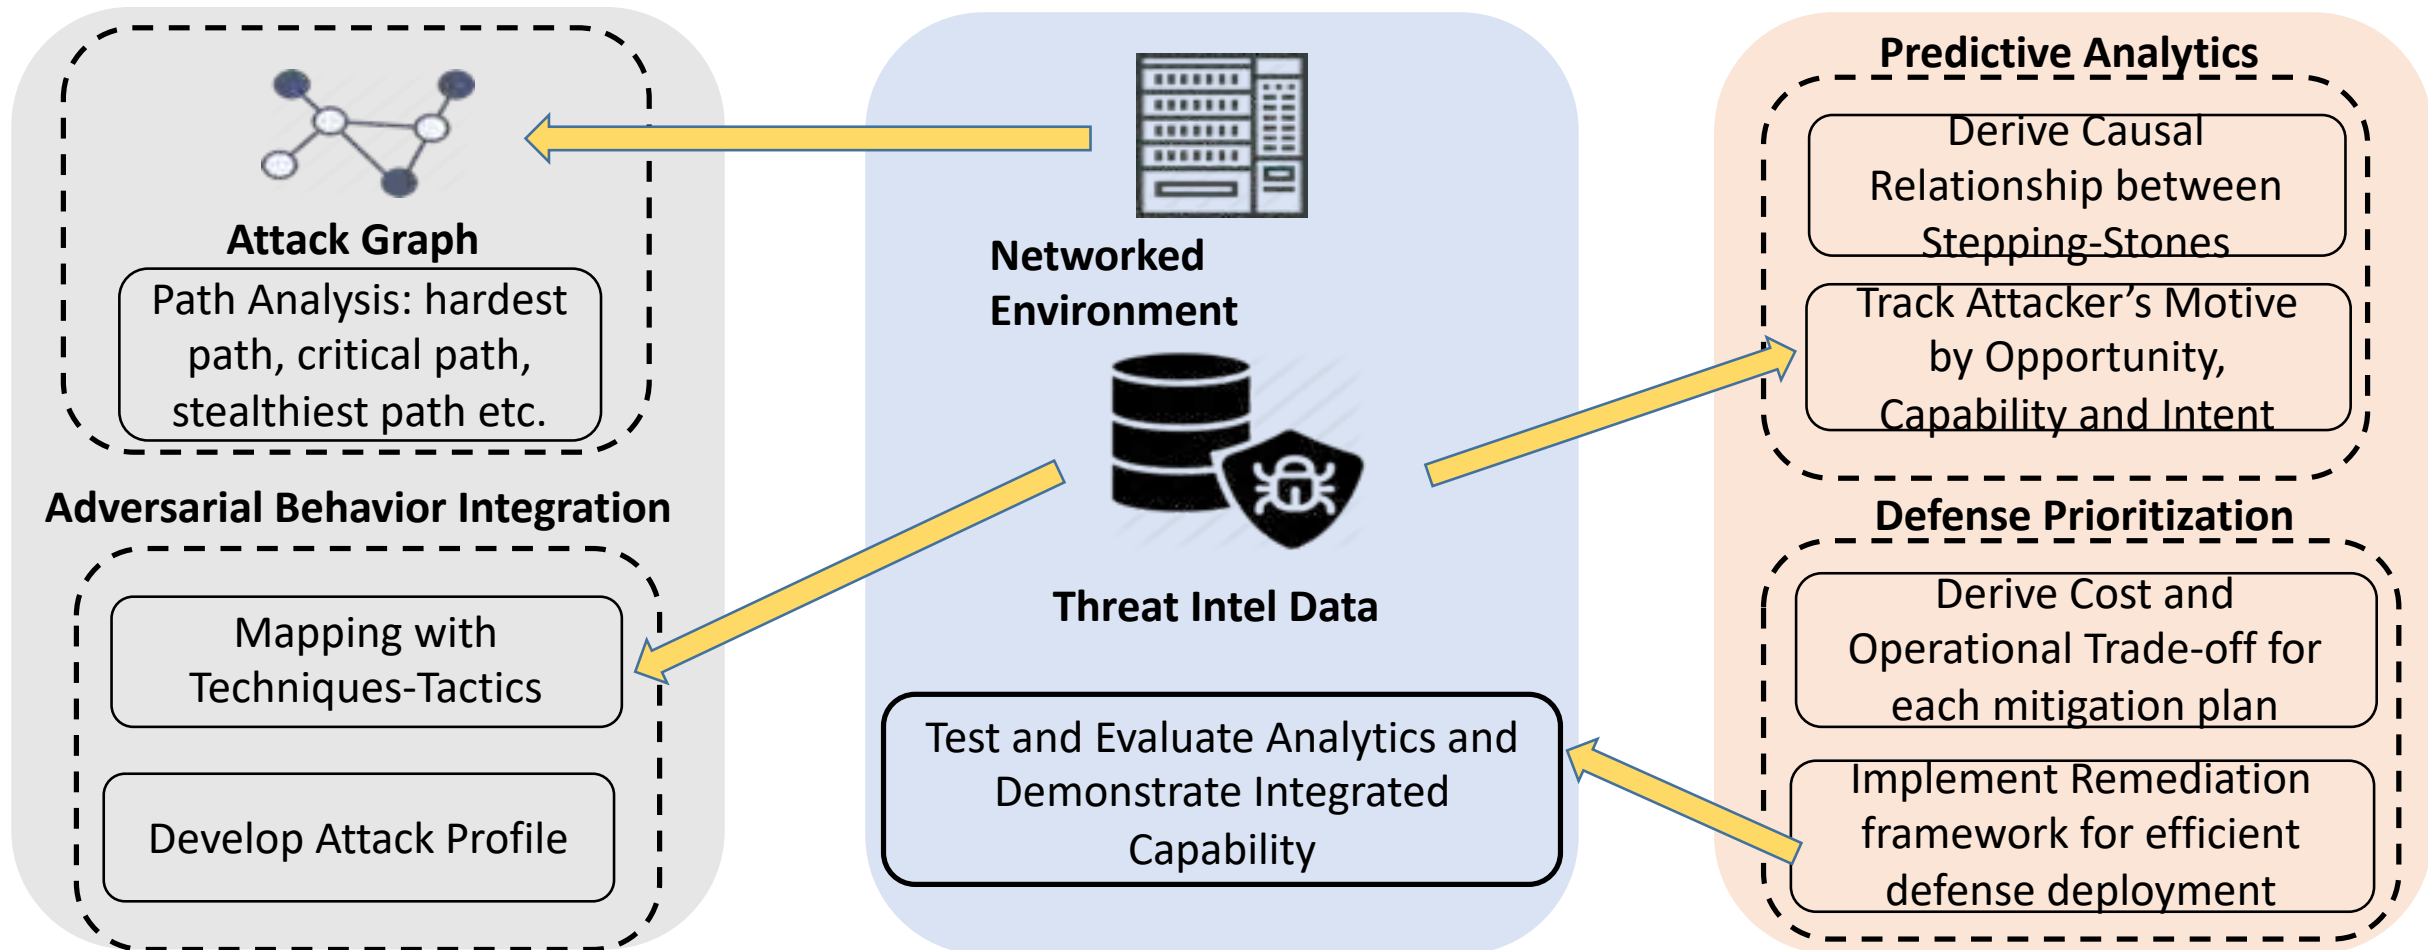 Attack Graph
Path Analysis: hardest
path, critical path,
stealthiest path etc.
Adversarial Behavior Integration
Mapping with
Techniques-Tactics
Develop Attack Profile
Networked
Environment
Threat Intel Data
Test and Evaluate Analytics and
Demonstrate Integrated
Capability
Predictive Analytics
Derive Causal
Relationship between
Stepping-Stones
Track Attacker’s Motive
by Opportunity,
Capability and Intent
Defense Prioritization
Derive Cost and
Operational Trade-off for
each mitigation plan
Implement Remediation
framework for efficient
defense deployment